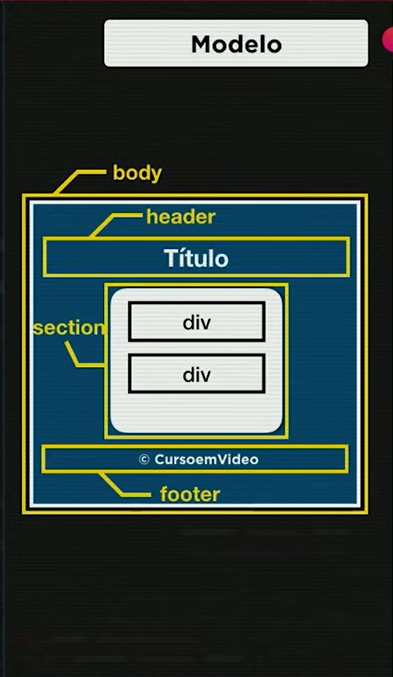 Modelo
body
header
Título
section
div
div
© CursoemVideo
footer